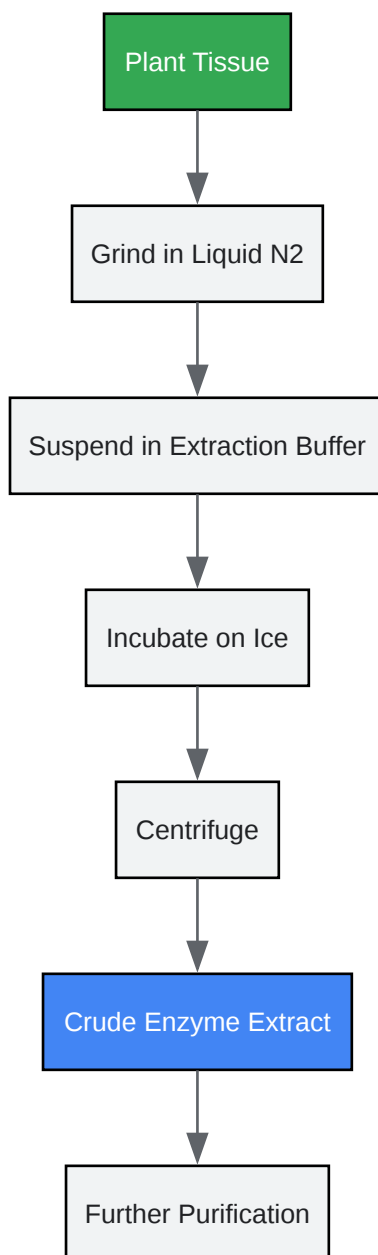 Plant Tissue
Grind in Liquid N2
Suspend in Extraction Buffer
Incubate on Ice
Centrifuge
Crude Enzyme Extract
Further Purification